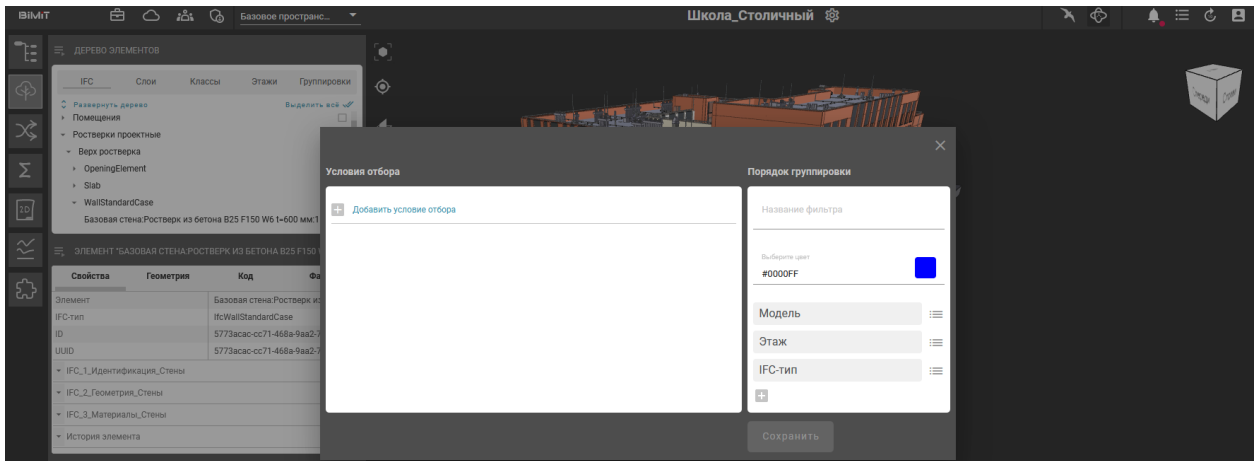 BiMiT
Базовое пространс...
Школа_Столичный
ДЕРЕВО ЭЛЕМЕНТОВ
IFC Слои Классы Этажи Группировки
Развернуть дерево Выделить всё
Помещения
Ростверки проектные
Верх ростверка
OpeningElement
Slab
WallStandardCase
Базовая стена:Ростверк из бетона B25 F150 W6 t=600 мм:1
ЭЛЕМЕНТ "БАЗОВАЯ СТЕНА:РОСТВЕРК ИЗ БЕТОНА B25 F150
Свойства Геометрия Код Фа
Элемент Базовая стена:Ростверк из
IFC-тип IfcWallStandardCase
ID 5773acac-cc71-468a-9aa2-7
UUID 5773acac-cc71-468a-9aa2-7
IFC_1_Идентификация_Стены
IFC_2_Геометрия_Стены
IFC_3_Материалы_Стены
История элемента
Условия отбора
Добавить условие отбора
Порядок группировки
Название фильтра
Выберите цвет
#0000FF
Модель
Этаж
IFC-тип
Сохранить
1D